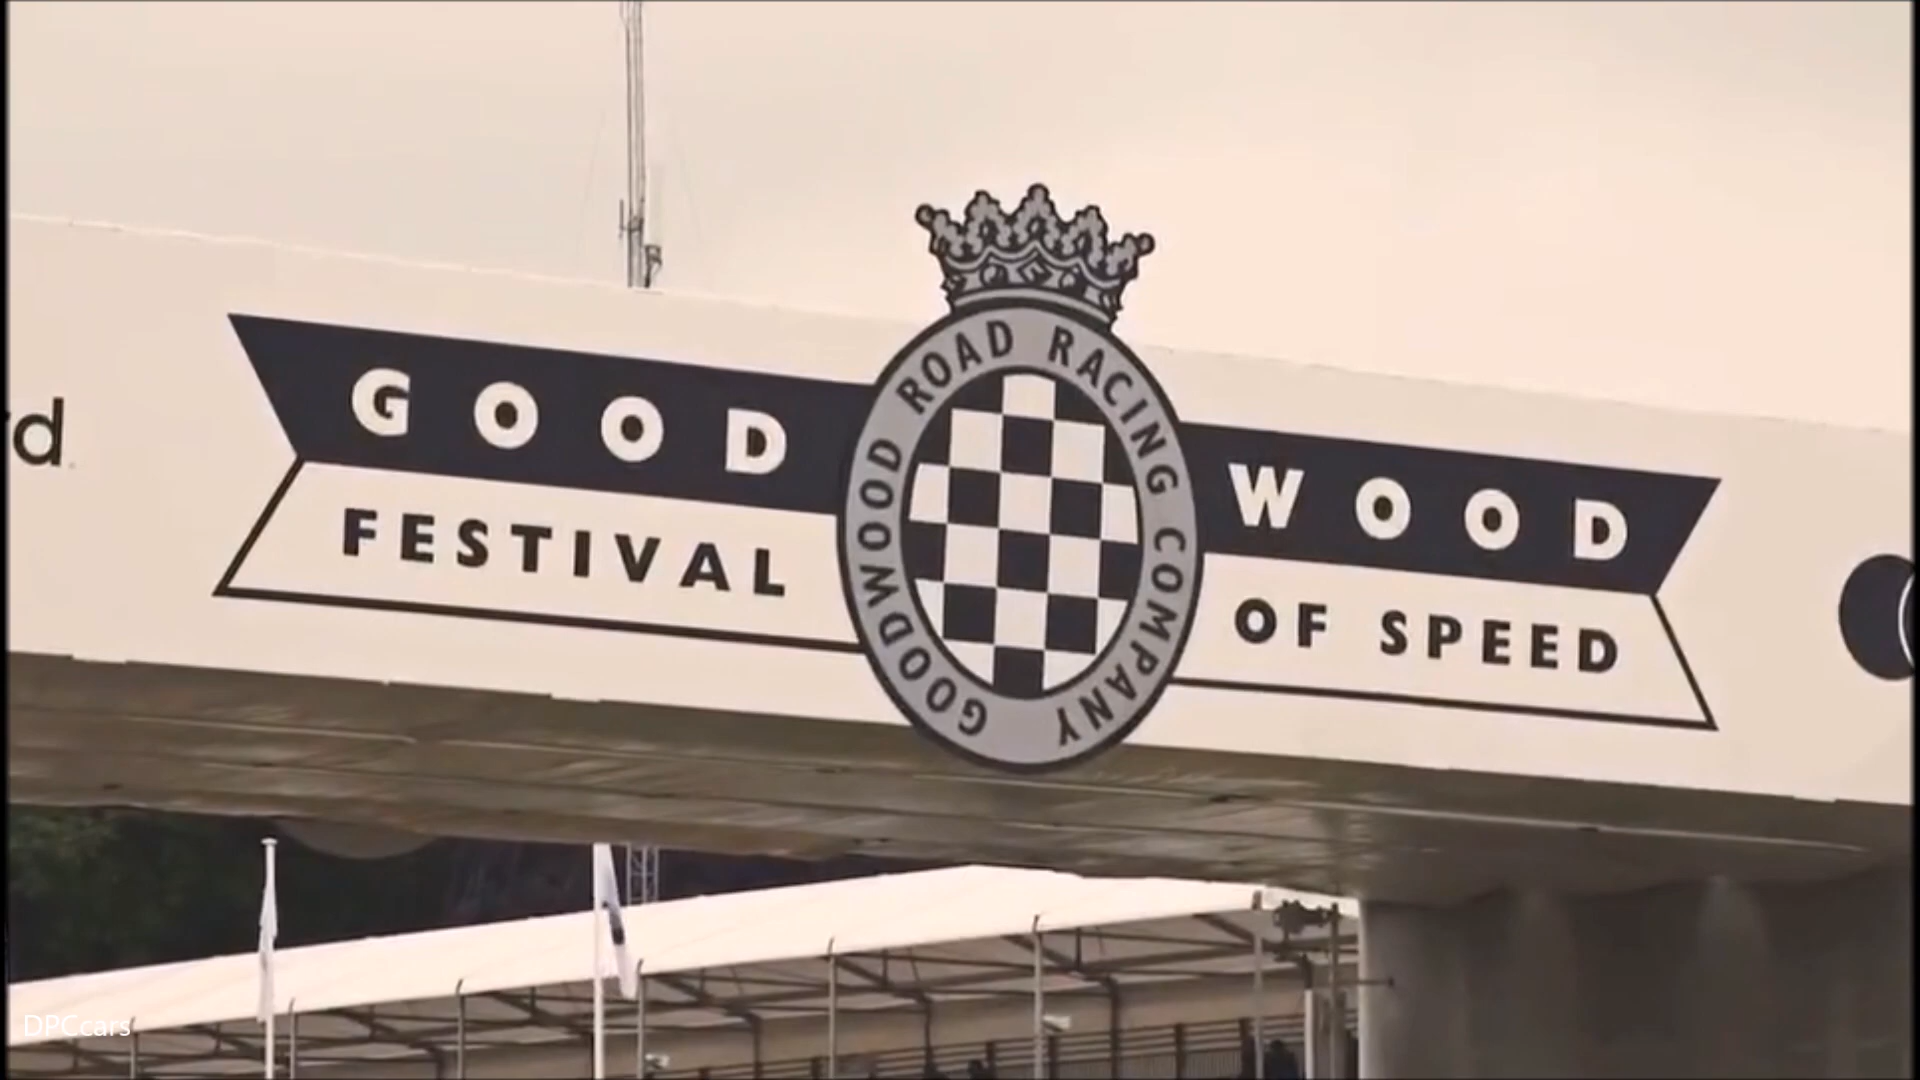 d
GOOD WOOD
FESTIVAL OF SPEED
GOODWOOD ROAD RACING COMPANY
DPCcars